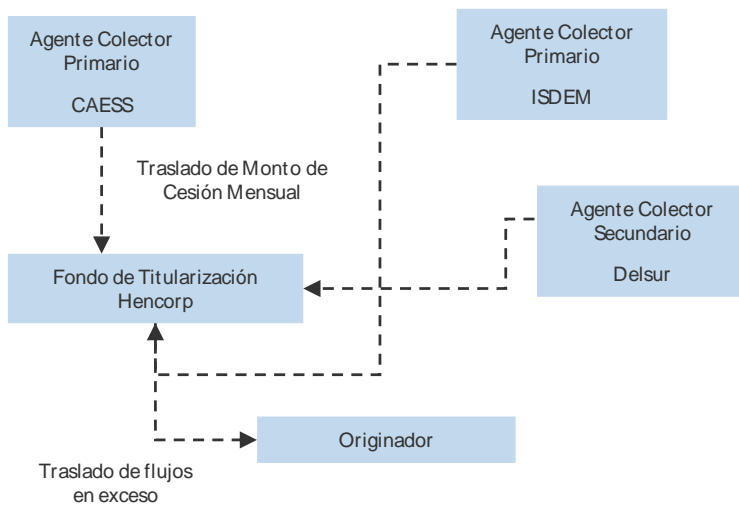 Agente Colector
Primario
CAESS
Agente Colector
Primario
ISDEM
Traslado de Monto de
Cesión Mensual
Agente Colector
Secundario
Delsur
Fondo de Titularización
Hencorp
Originador
Traslado de flujos
en exceso